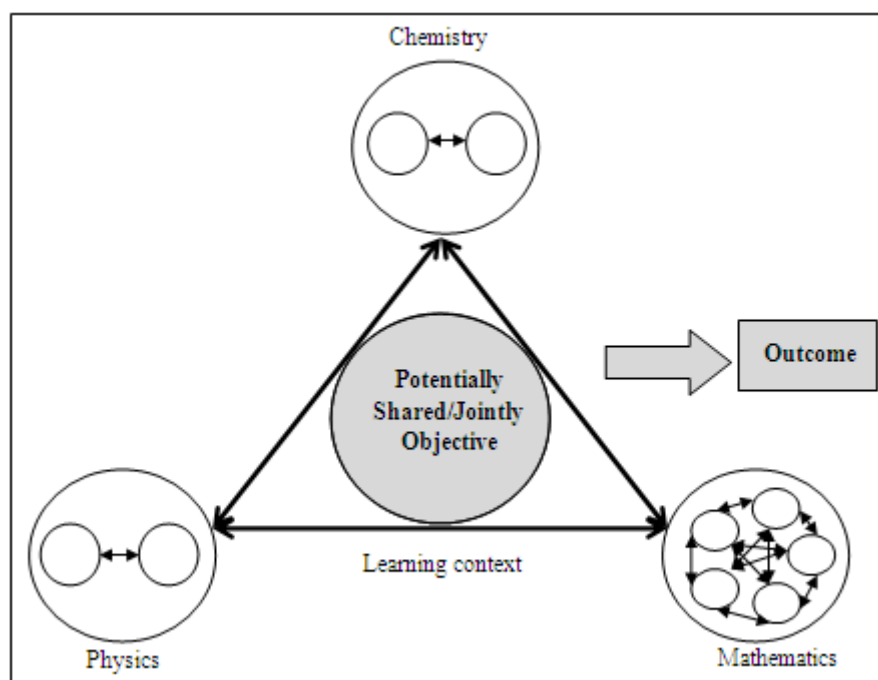 Chemistry
Potentially
Shared/Jointly
Objective
Outcome
Learning context
Physics
Mathematics